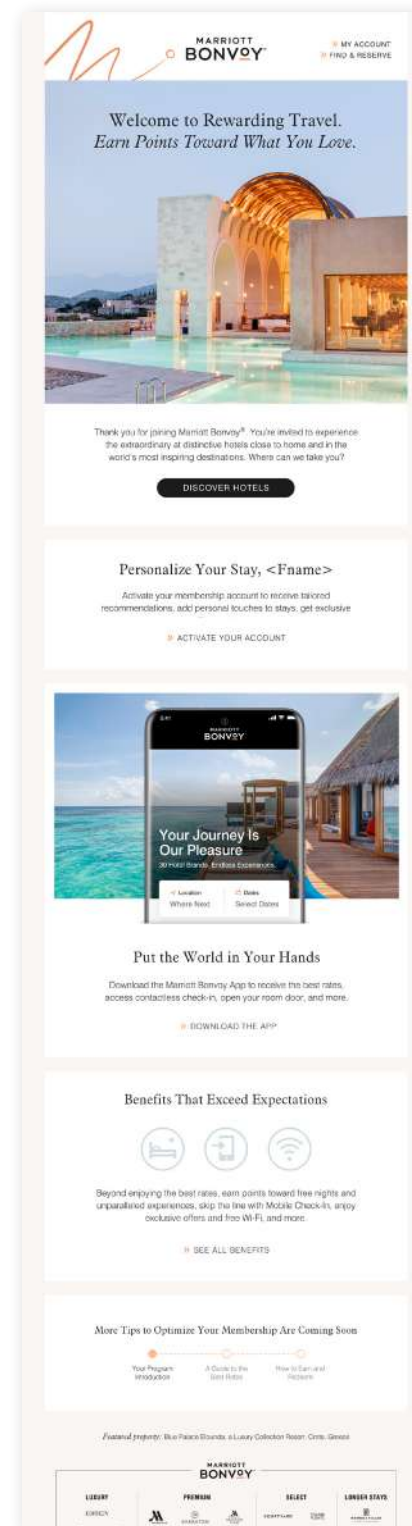 MARRIOTT
BONVOY
MY ACCOUNT
FIND & RESERVE
Welcome to Rewarding Travel.
Earn Points Toward What You Love.
Thank you for joining Marriott Bonvoy®. You're invited to experience
the extraordinary at distinctive hotels close to home and in the
world's most inspiring destinations. Where can we take you?
DISCOVER HOTELS
Personalize Your Stay, <Fname>
Activate your membership account to receive tailored
recommendations, add personal touches to stays, get exclusive
» ACTIVATE YOUR ACCOUNT
MARRIOTT
BONVOY
Your Journey Is
Our Pleasure
30 Hotel Brands. Endless Experiences.
Location
Dates
Where Next
Select Dates
Put the World in Your Hands
Download the Marriott Bonvoy App to receive the best rates,
access contactless check-in, open your room door, and more.
» DOWNLOAD THE APP
Benefits That Exceed Expectations
Beyond enjoying the best rates, earn points toward free nights and
unparalleled experiences, skip the line with Mobile Check-In, enjoy
exclusive offers and free Wi-Fi, and more.
» SEE ALL BENEFITS
More Tips to Optimize Your Membership Are Coming Soon
Your Program
Introduction
A Guide to the
Best Rates
How to Earn and
Redeem
Featured property: Blue Palace Elounda, a Luxury Collection Resort, Crete, Greece
MARRIOTT
BONVOY
LUXURY
PREMIUM
SELECT
LONGER STAYS
EDITION
SHERATON
COURTYARD